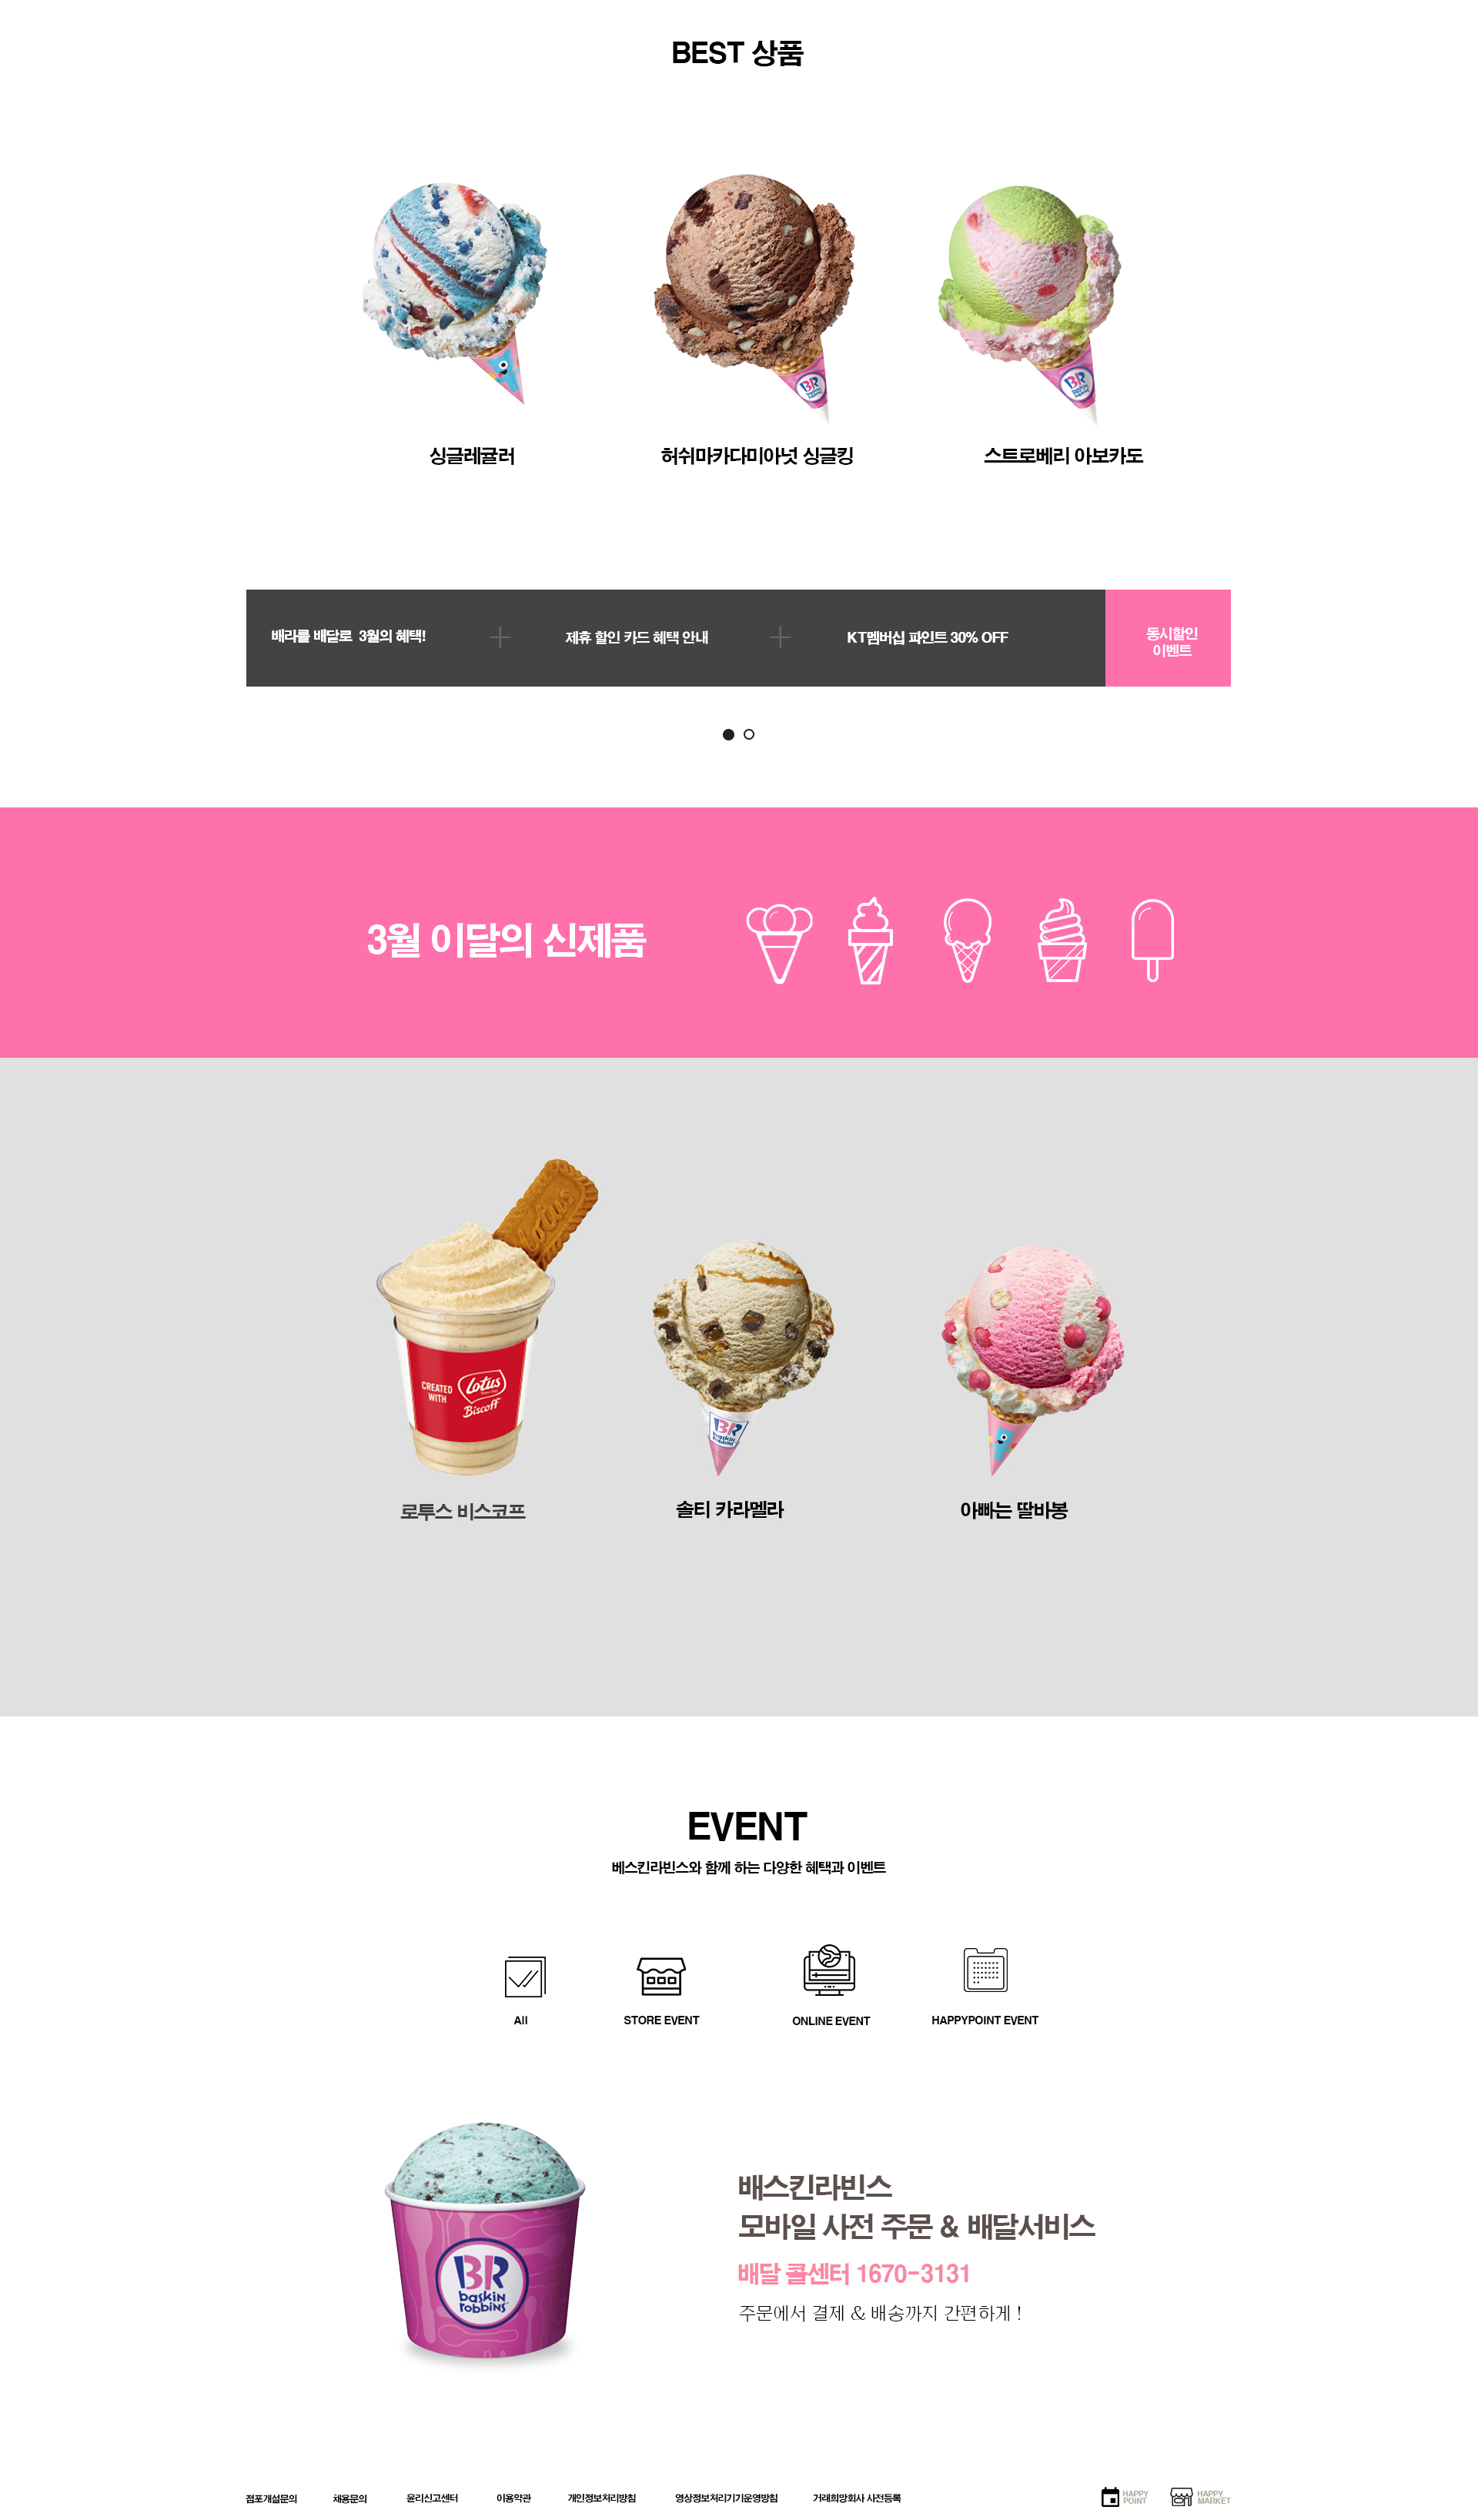 BEST 상품
BR
baskin
robbins
BR
baskin
robbins
싱글레귤러
허쉬마카다미아넛 싱글킹
스트로베리 아보카도
배라를 배달로 3월의 혜택!
제휴 할인 카드 혜택 안내
KT멤버십 파인트 30% OFF
동시할인
이벤트
3월 이달의 신제품
Lotus
CREATED
WITH
Lotus
Biscoff
BR
baskin
robbins
로투스 비스코프
솔티 카라멜라
아빠는 딸바봉
EVENT
베스킨라빈스와 함께 하는 다양한 혜택과 이벤트
All
STORE EVENT
ONLINE EVENT
HAPPYPOINT EVENT
BR
baskin
robbins
배스킨라빈스
모바일 사전 주문 & 배달서비스
배달 콜센터 1670-3131
주문에서 결제 & 배송까지 간편하게 !
점포개설문의
채용문의
윤리신고센터
이용약관
개인정보처리방침
영상정보처리기기운영방침
거래희망회사 사전등록
HAPPY
POINT
HAPPY
MARKET